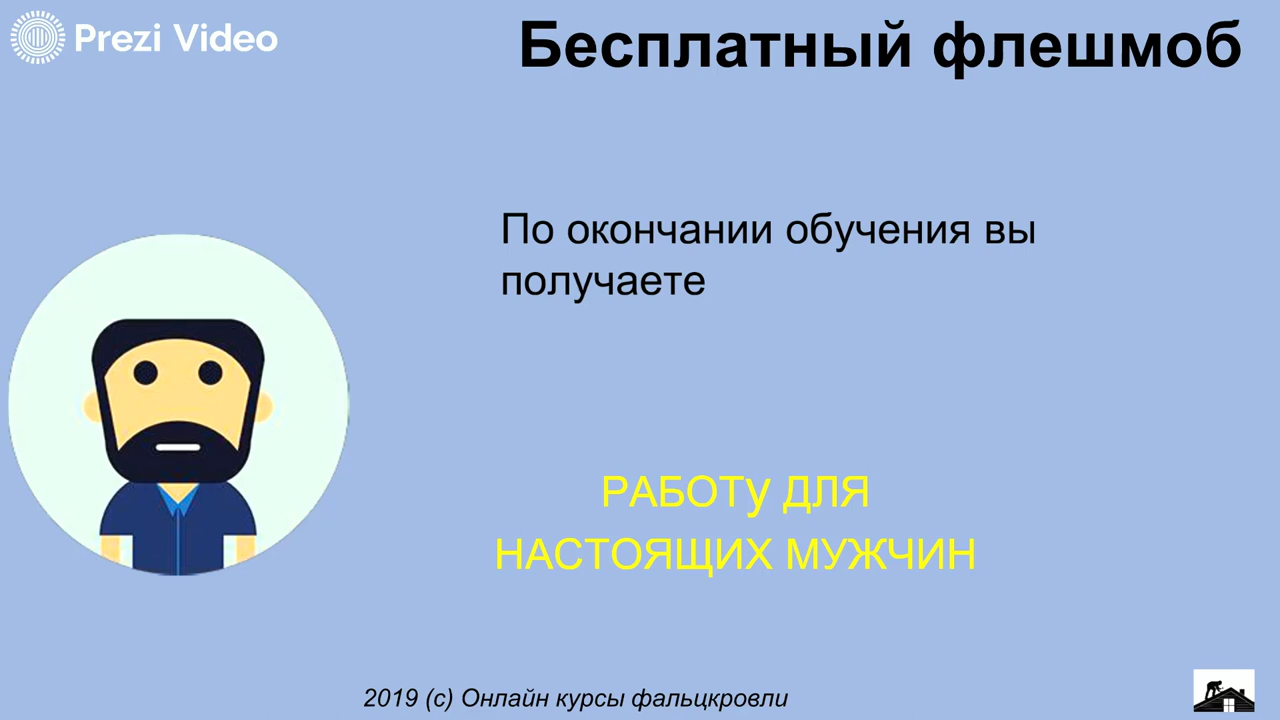 Prezi Video
Бесплатный флешмоб
По окончании обучения вы
получаете
РАБОТу ДЛЯ
НАСТОЯЩИХ МУЖЧИН
2019 (с) Онлайн курсы фальцкровли